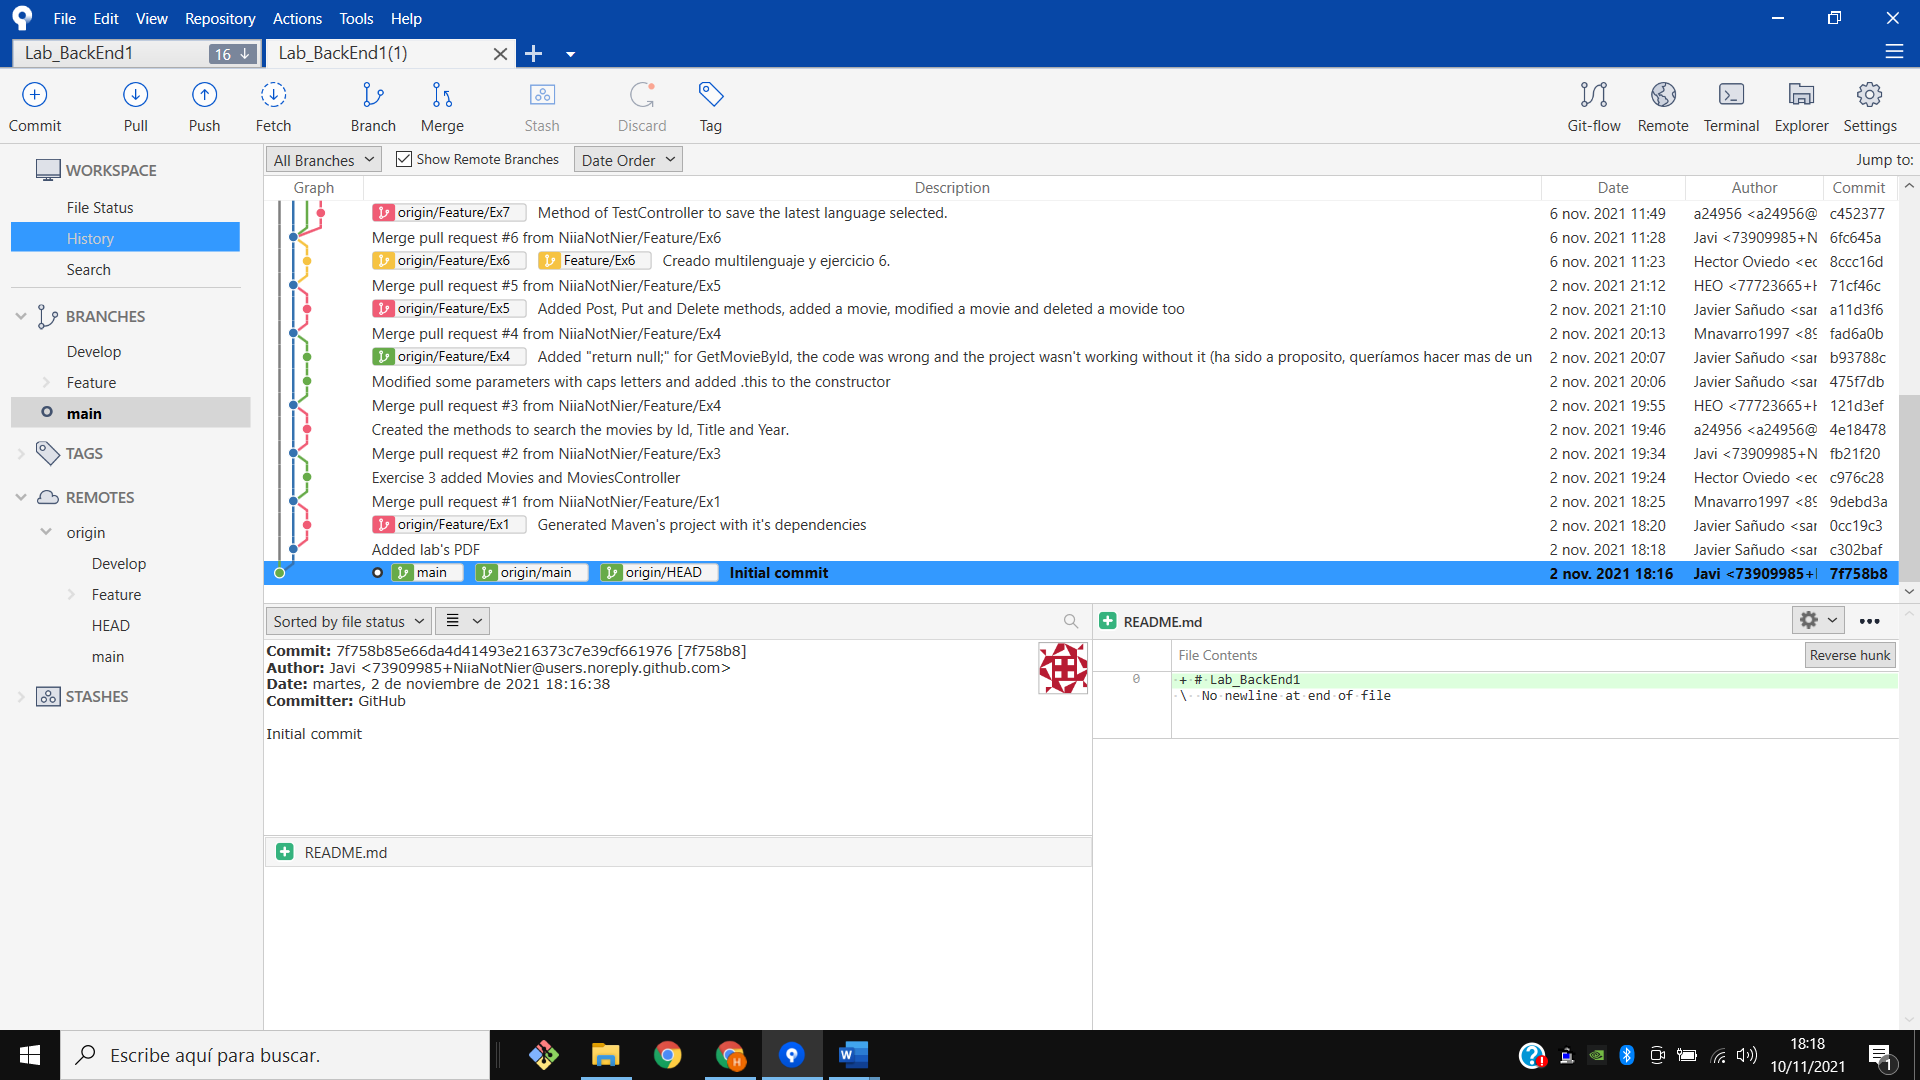 File Edit View Repository Actions Tools Help
Lab_BackEnd1 16 Lab_BackEnd1(1)
Commit Pull Push Fetch Branch Merge Stash Discard Tag Git-flow Remote Terminal Explorer Settings
WORKSPACE
File Status
History
Search
BRANCHES
Develop
Feature
main
TAGS
REMOTES
origin
Develop
Feature
HEAD
main
STASHES
All Branches Show Remote Branches Date Order Jump to:
Graph Description Date Author Commit
origin/Feature/Ex7 Method of TestController to save the latest language selected. 6 nov. 2021 11:49 a24956 <a24956@ c452377
Merge pull request #6 from NiiaNotNier/Feature/Ex6 6 nov. 2021 11:28 Javi <73909985+N 6fc645a
origin/Feature/Ex6 Feature/Ex6 Creado multilenguaje y ejercicio 6. 6 nov. 2021 11:23 Hector Oviedo <ec 8ccc16d
Merge pull request #5 from NiiaNotNier/Feature/Ex5 2 nov. 2021 21:12 HEO <77723665+H 71cf46c
origin/Feature/Ex5 Added Post, Put and Delete methods, added a movie, modified a movie and deleted a movide too 2 nov. 2021 21:10 Javier Sañudo <sar a11d3f6
Merge pull request #4 from NiiaNotNier/Feature/Ex4 2 nov. 2021 20:13 Mnavarro1997 <89 fad6a0b
origin/Feature/Ex4 Added "return null;" for GetMovieById, the code was wrong and the project wasn't working without it (ha sido a proposito, queríamos hacer mas de un 2 nov. 2021 20:07 Javier Sañudo <sar b93788c
Modified some parameters with caps letters and added .this to the constructor 2 nov. 2021 20:06 Javier Sañudo <sar 475f7db
Merge pull request #3 from NiiaNotNier/Feature/Ex4 2 nov. 2021 19:55 HEO <77723665+H 121d3ef
Created the methods to search the movies by Id, Title and Year. 2 nov. 2021 19:46 a24956 <a24956@ 4e18478
Merge pull request #2 from NiiaNotNier/Feature/Ex3 2 nov. 2021 19:34 Javi <73909985+N fb21f20
Exercise 3 added Movies and MoviesController 2 nov. 2021 19:24 Hector Oviedo <ec c976c28
Merge pull request #1 from NiiaNotNier/Feature/Ex1 2 nov. 2021 18:25 Mnavarro1997 <89 9debd3a
origin/Feature/Ex1 Generated Maven's project with it's dependencies 2 nov. 2021 18:20 Javier Sañudo <sar 0cc19c3
Added lab's PDF 2 nov. 2021 18:18 Javier Sañudo <sar c302baf
main origin/main origin/HEAD Initial commit 2 nov. 2021 18:16 Javi <73909985+ 7f758b8
Sorted by file status
Commit: 7f758b85e66da4d41493e216373c7e39cf661976 [7f758b8]
Author: Javi <73909985+NiiaNotNier@users.noreply.github.com>
Date: martes, 2 de noviembre de 2021 18:16:38
Committer: GitHub
Initial commit
README.md
README.md
File Contents Reverse hunk
0 + # Lab_BackEnd1
\ No newline at end of file
Escribe aquí para buscar.
H
W
18:18
10/11/2021
1